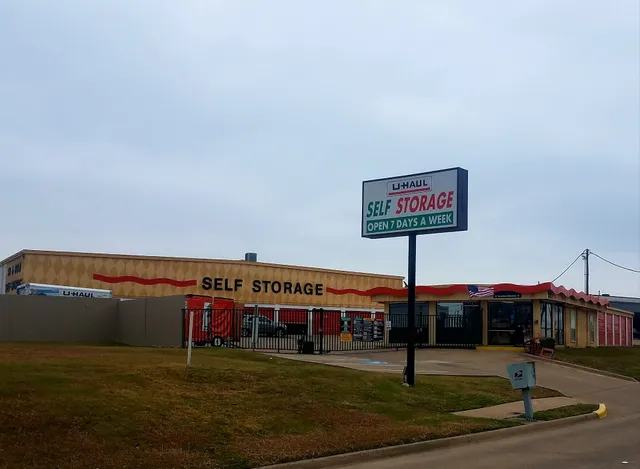 U-HAUL
SELF STORAGE
OPEN 7 DAYS A WEEK
SELF STORAGE
U-HAUL